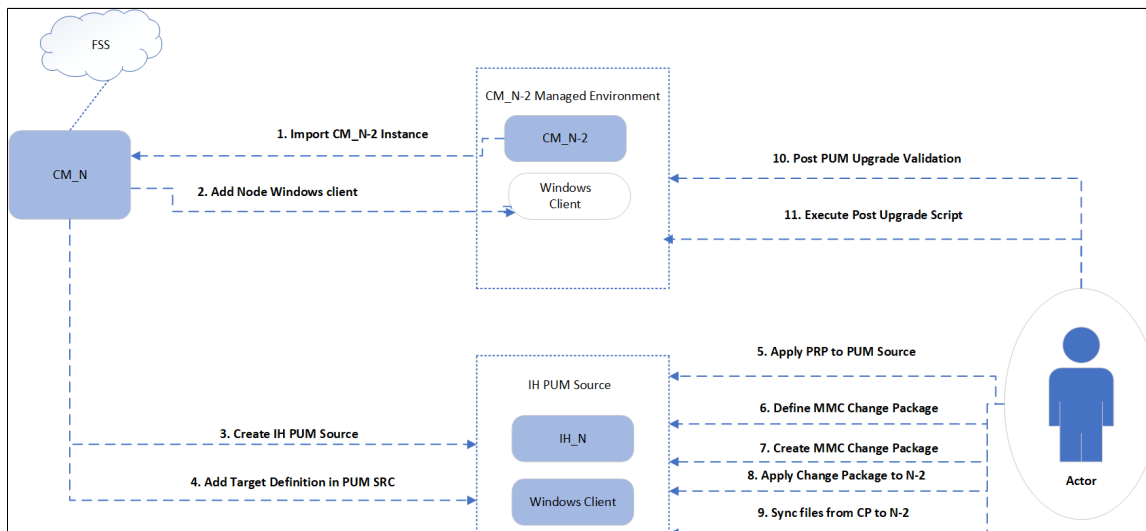 FSS
CM_N-2 Managed Environment
1. Import CM_N-2 Instance
CM_N-2
10. Post PUM Upgrade Validation
CM_N
2. Add Node Windows client
Windows
Client
11. Execute Post Upgrade Script
5. Apply PRP to PUM Source
IH PUM Source
6. Define MMC Change Package
3. Create IH PUM Source
IH_N
7. Create MMC Change Package
8. Apply Change Package to N-2
Actor
4. Add Target Definition in PUM SRC
Windows Client
9. Sync files from CP to N-2